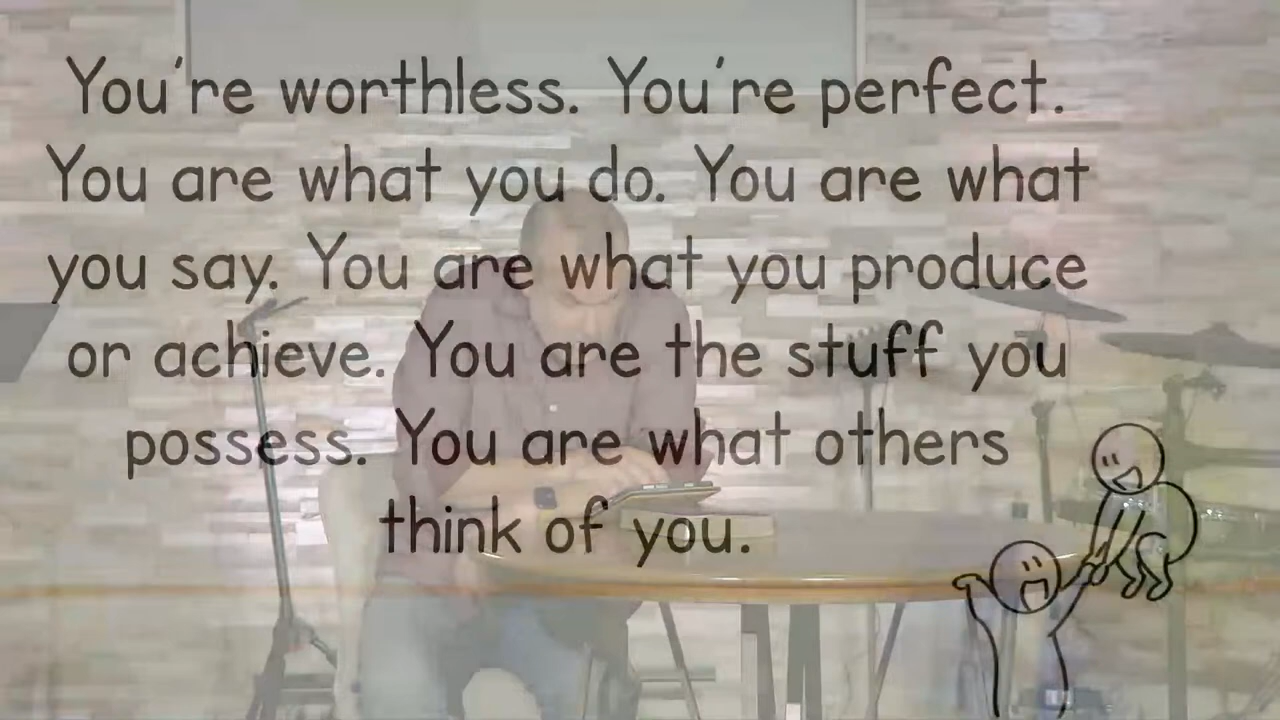 You're worthless. You're perfect.
You are what you do. You are what
you say. You are what you produce
or achieve. You are the stuff you
possess. You are what others
think of you.